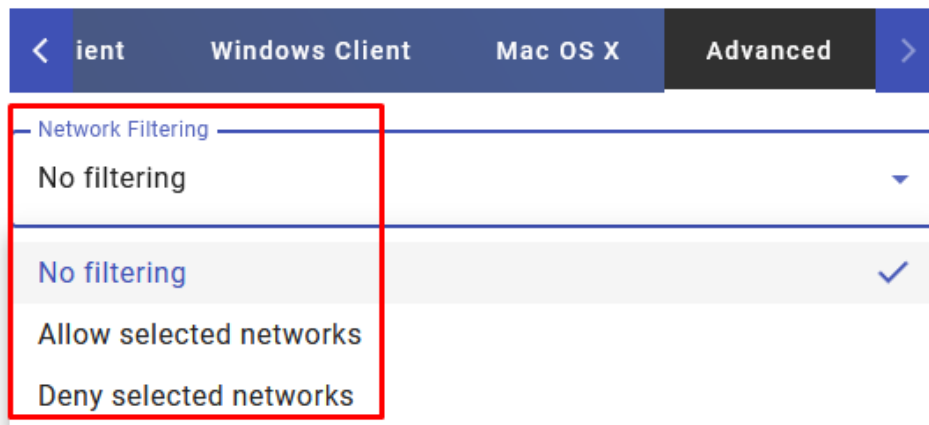 ient Windows Client Mac OS X Advanced
Network Filtering
No filtering
No filtering
Allow selected networks
Deny selected networks